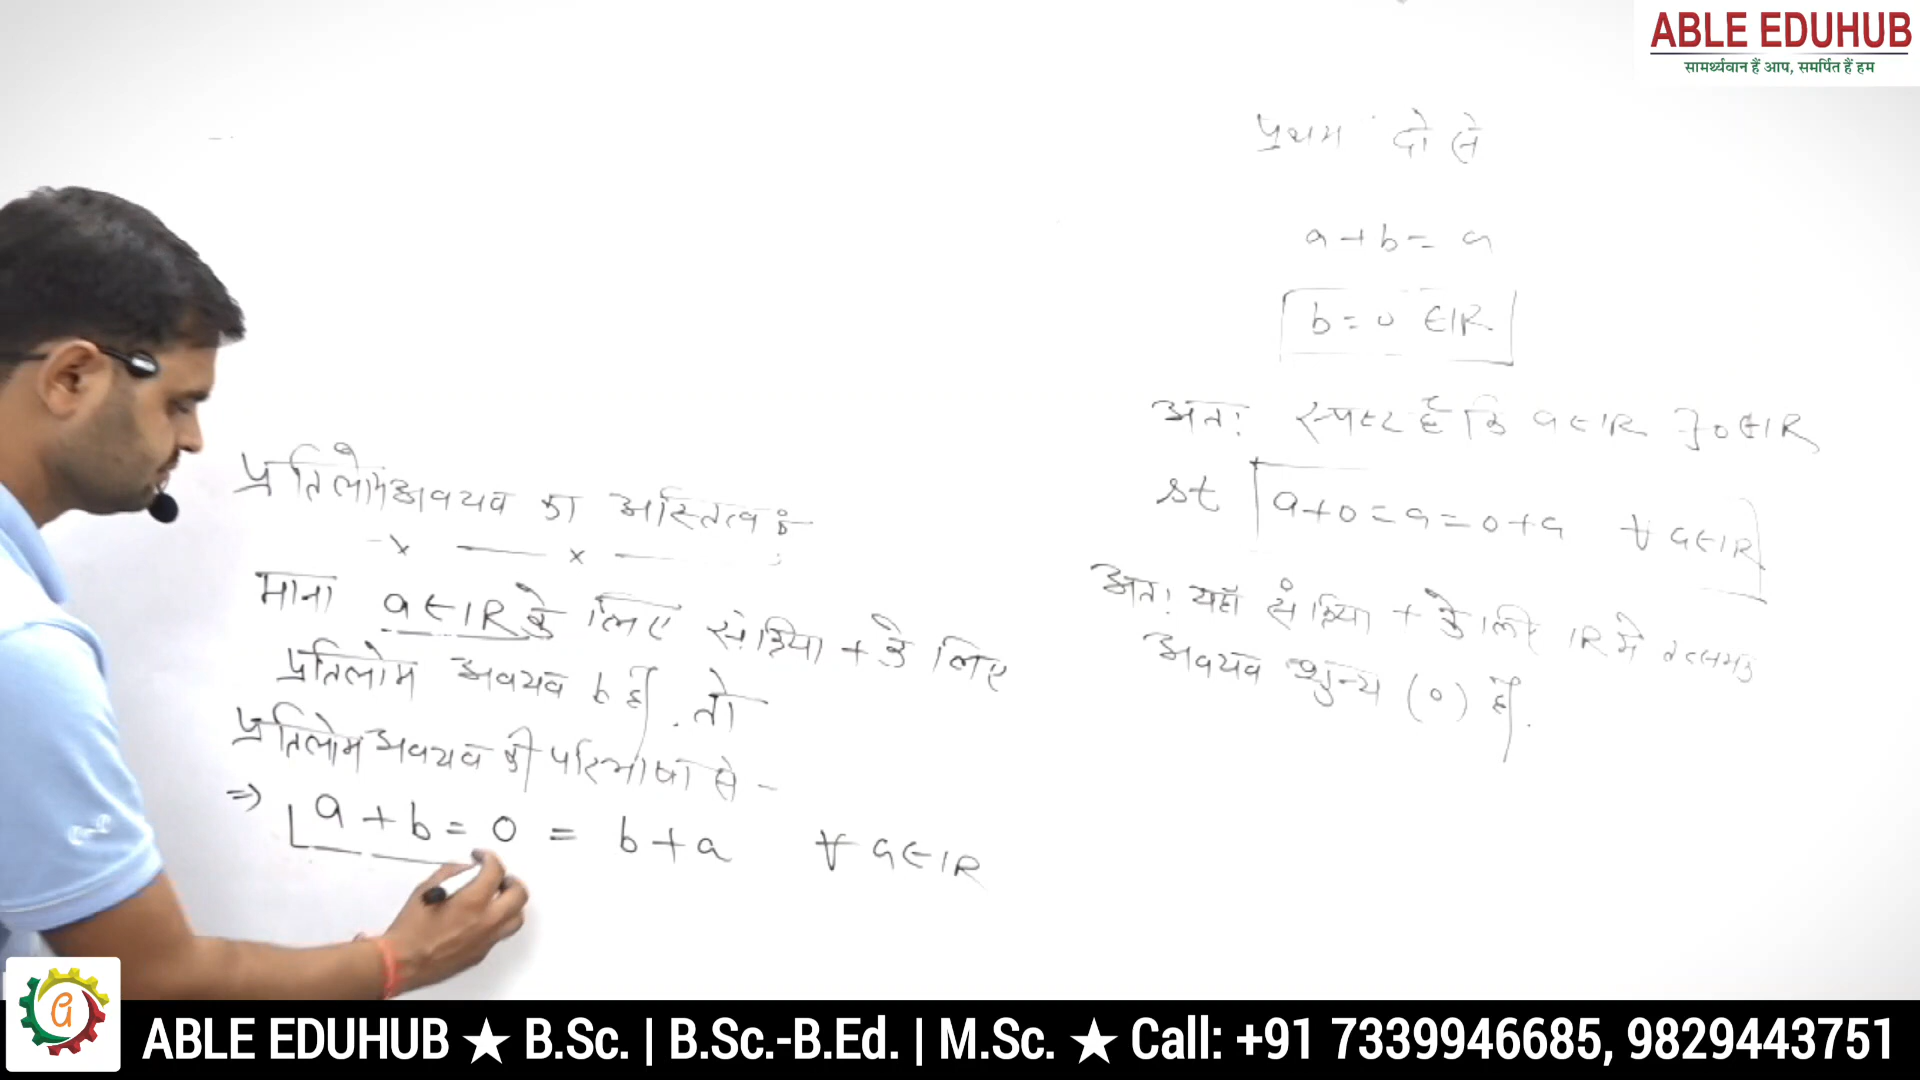 ABLE EDUHUB
सामर्थ्यवान हैं आप, समर्पित हैं हम
प्रतिलोम अवयव का अस्तित्व :-
माना a∈IR के लिए संक्रिया + के लिए
प्रतिलोम अवयव b है। तो
प्रतिलोम अवयव की परिभाषा से -
⇒ a + b = 0 = b + a ∀ a∈IR
प्रथम दो से
a + b = a
b = 0 ∈IR
अतः स्पष्ट है कि a∈IR ∃ 0∈IR
st a+0 = a = 0+a ∀ a∈IR
अतः यहाँ संक्रिया + के लिए IR में तत्समक
अवयव शुन्य (0) है।
ABLE EDUHUB ★ B.Sc. | B.Sc.-B.Ed. | M.Sc. ★ Call: +91 7339946685, 9829443751